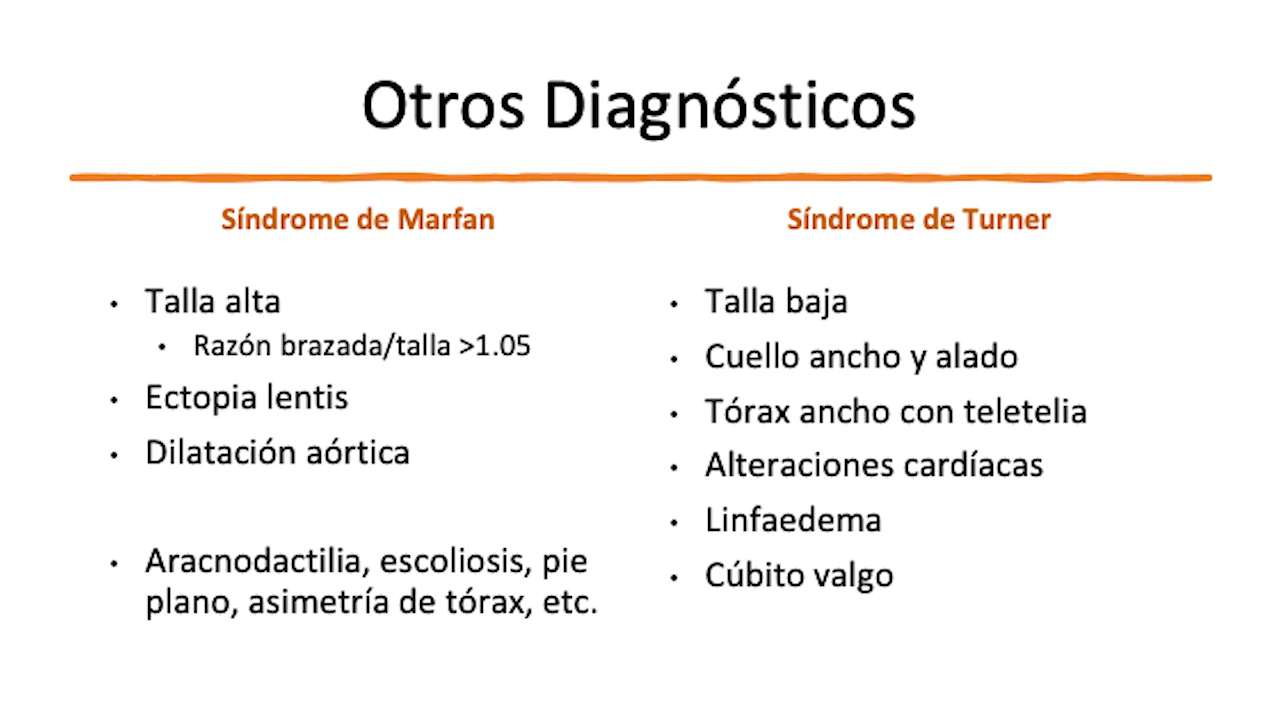 Otros Diagnósticos
Síndrome de Marfan
• Talla alta
• Razón brazada/talla >1.05
• Ectopia lentis
• Dilatación aórtica
• Aracnodactilia, escoliosis, pie
plano, asimetría de tórax, etc.
Síndrome de Turner
• Talla baja
• Cuello ancho y alado
• Tórax ancho con teletelia
• Alteraciones cardíacas
• Linfaedema
• Cúbito valgo